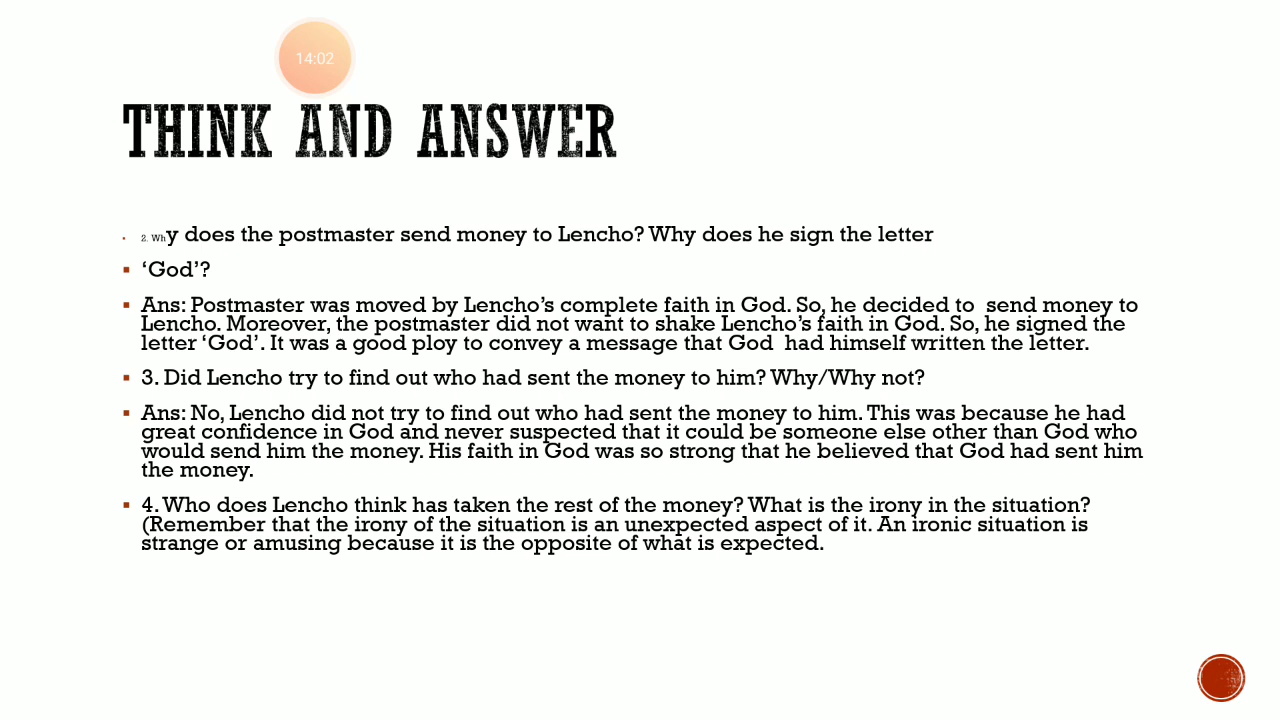 14:02
THINK AND ANSWER
2. Why does the postmaster send money to Lencho? Why does he sign the letter
‘God’?
Ans: Postmaster was moved by Lencho’s complete faith in God. So, he decided to  send money to
Lencho. Moreover, the postmaster did not want to shake Lencho’s faith in God. So, he signed the
letter ‘God’. It was a good ploy to convey a message that God  had himself written the letter.
3. Did Lencho try to find out who had sent the money to him? Why/Why not?
Ans: No, Lencho did not try to find out who had sent the money to him. This was because he had
great confidence in God and never suspected that it could be someone else other than God who
would send him the money. His faith in God was so strong that he believed that God had sent him
the money.
4. Who does Lencho think has taken the rest of the money? What is the irony in the situation?
(Remember that the irony of the situation is an unexpected aspect of it. An ironic situation is
strange or amusing because it is the opposite of what is expected.